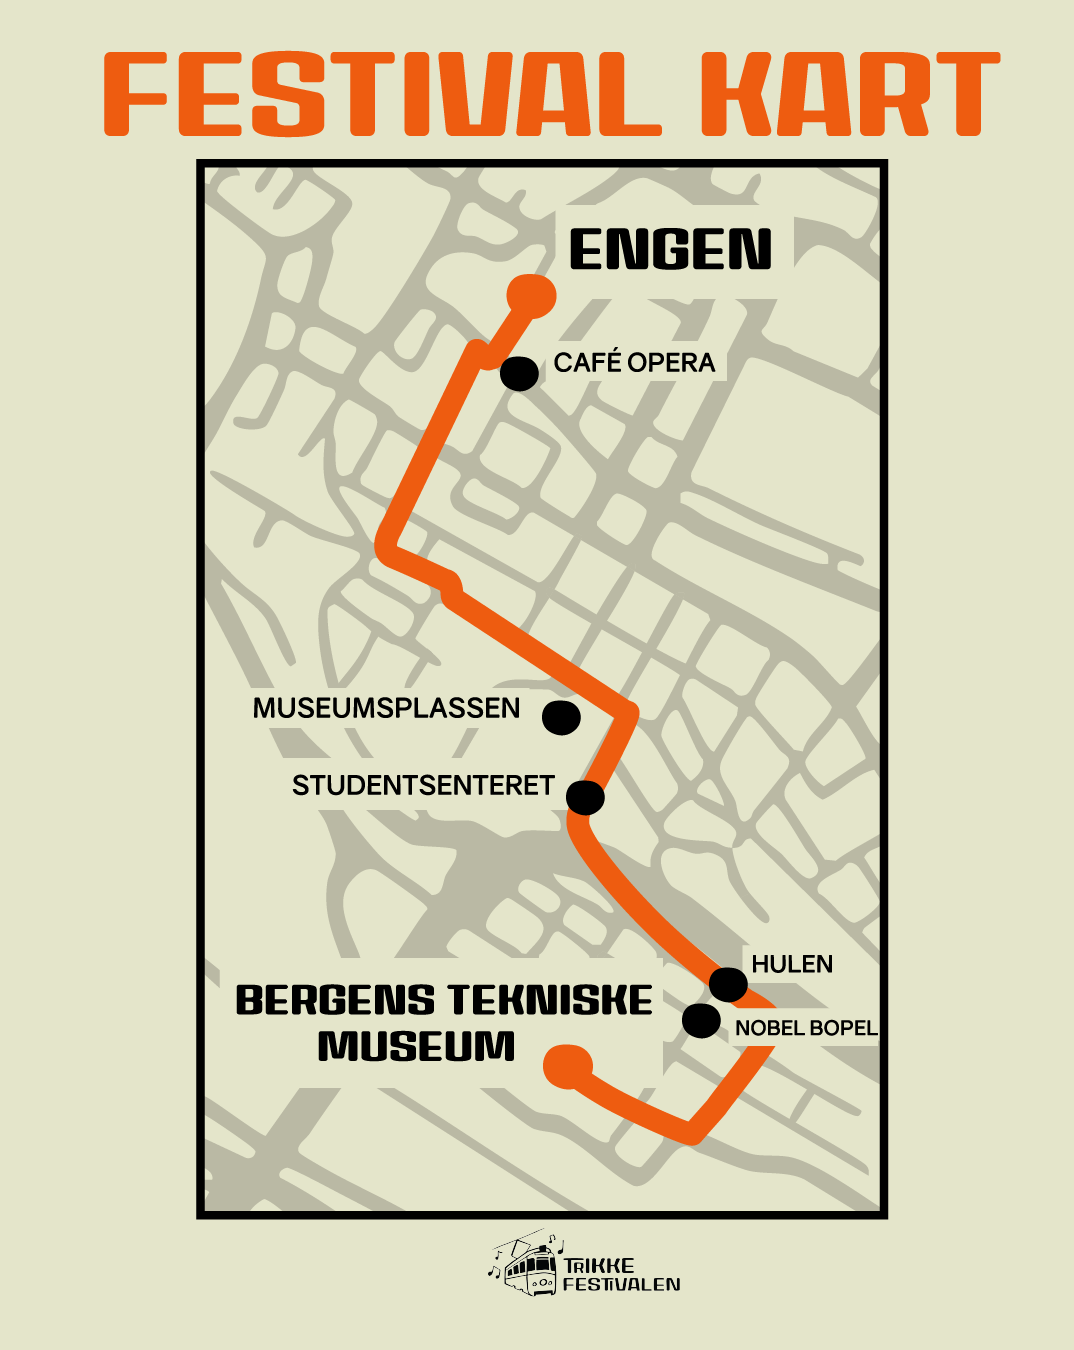 FESTIVAL KART
ENGEN
CAFÉ OPERA
MUSEUMSPLASSEN
STUDENTSENTERET
HULEN
BERGENS TEKNISKE
MUSEUM
NOBEL BOPEL
TRIKKE
FESTIVALEN